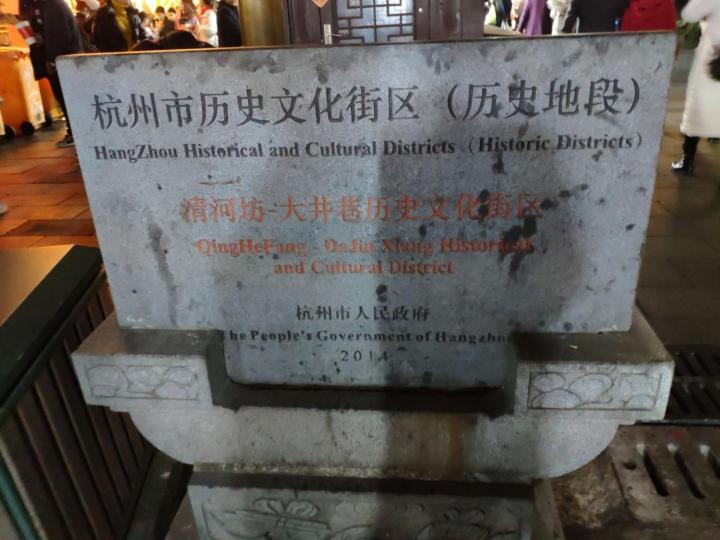 杭州市历史文化街区（历史地段）
HangZhou Historical and Cultural Districts（Historic Districts）
清河坊-大井巷历史文化街区
QingHeFang - DaJin Xiang Historical
and Cultural District
杭州市人民政府
The People's Government of Hangzhou
2014